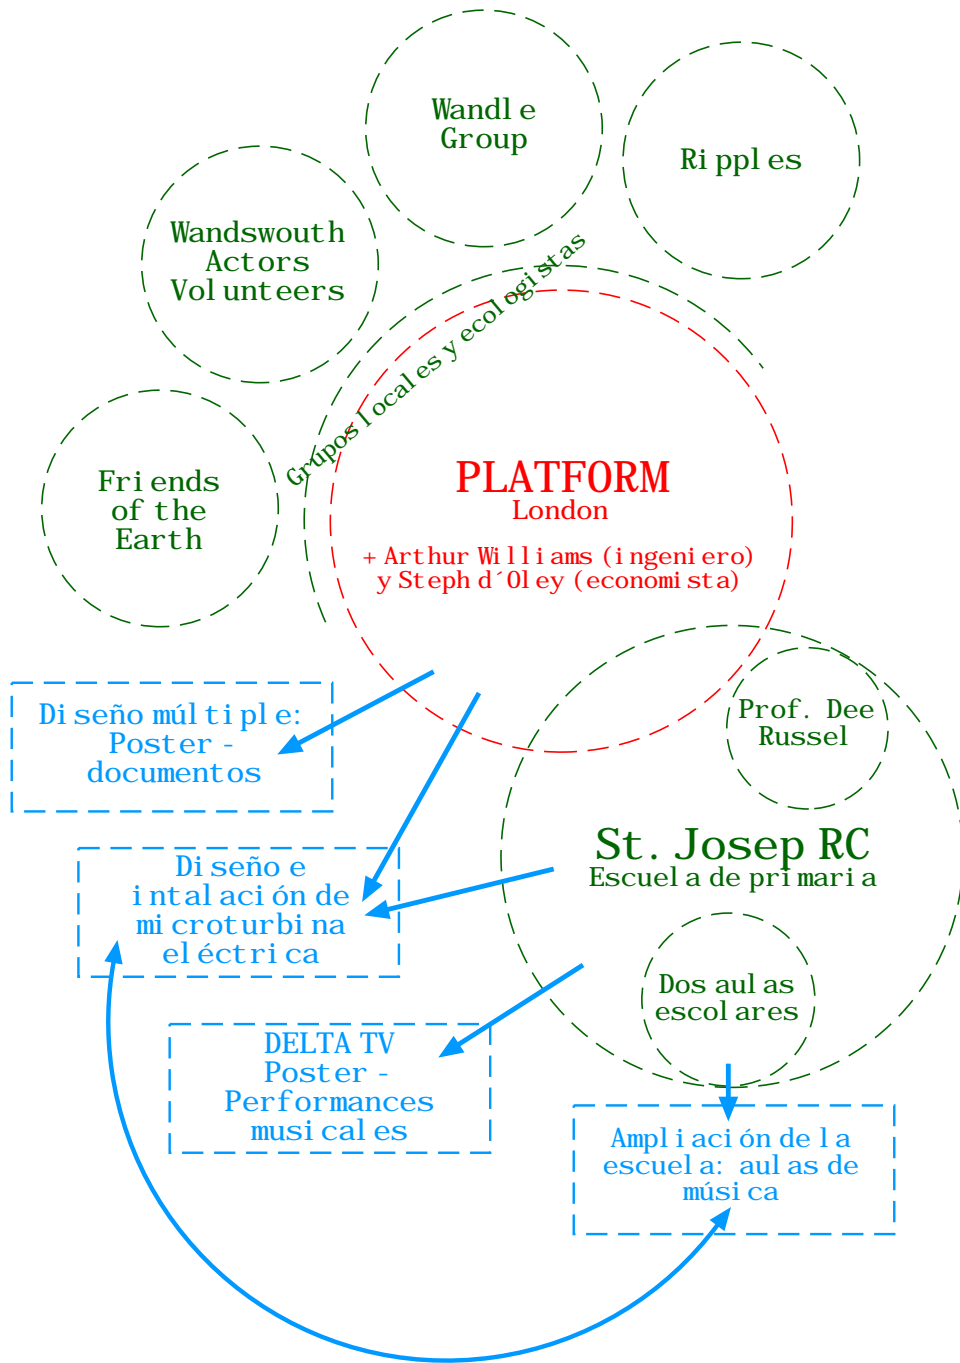 Wandle
Group
Ripples
Wandswouth
Actors
Volunteers
Grupos locales y ecologistas
Friends
of the
Earth
PLATFORM
London
+ Arthur Williams (ingeniero)
y Steph d´Oley (economista)
Diseño múltiple:
Poster -
documentos
Prof. Dee
Russel
St. Josep RC
Escuela de primaria
Diseño e
intalación de
microturbina
eléctrica
Dos aulas
escolares
DELTA TV
Poster -
Performances
musicales
Ampliación de la
escuela: aulas de
música